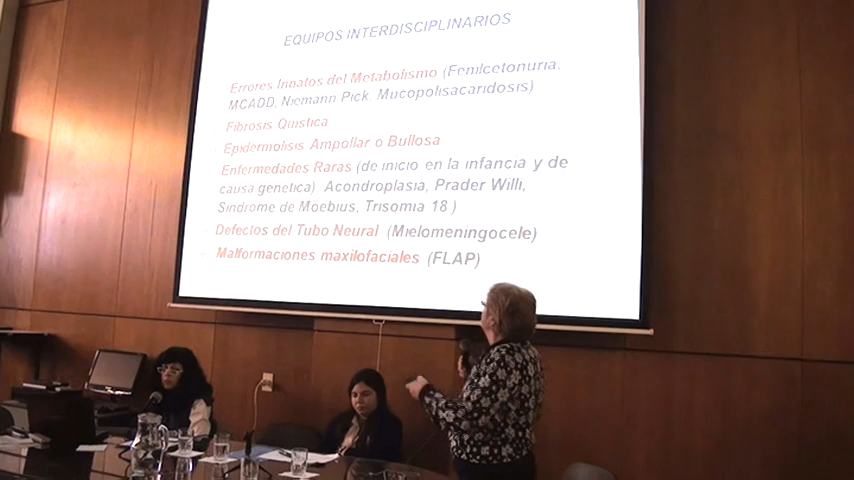 EQUIPOS INTERDISCIPLINARIOS
Errores Innatos del Metabolismo (Fenilcetonuria,
MCADD, Niemann Pick, Mucopolisacaridosis)
Fibrosis Quistica
Epidermolisis Ampollar o Bullosa
Enfermedades Raras (de inicio en la infancia y de
causa genetica) Acondroplasia, Prader Willi,
Sindrome de Moebius, Trisomia 18 )
Defectos del Tubo Neural (Mielomeningocele)
Malformaciones maxilofaciales (FLAP)